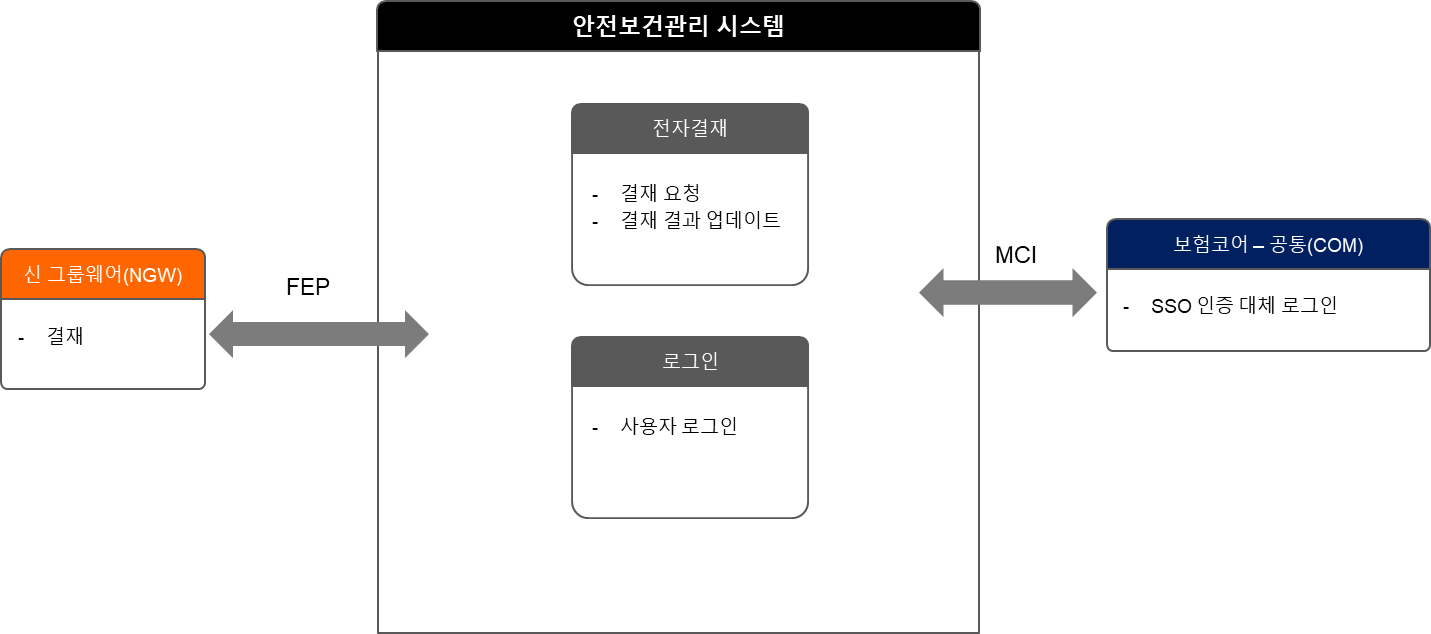 안전보건관리 시스템
전자결재
- 결재 요청
- 결재 결과 업데이트
신 그룹웨어(NGW)
- 결재
FEP
로그인
- 사용자 로그인
MCI
보험코어 – 공통(COM)
- SSO 인증 대체 로그인